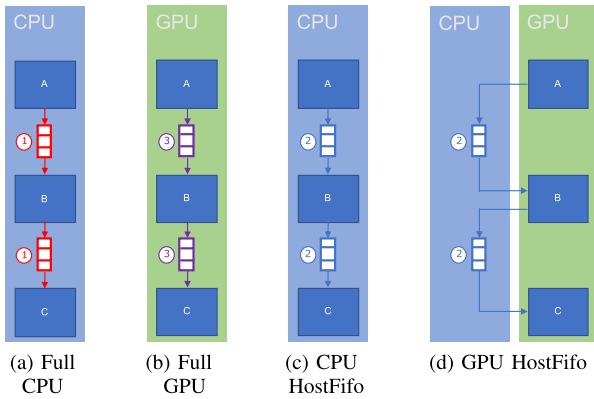 CPU
A
1
B
1
C
(a) Full
CPU
GPU
A
3
B
3
C
(b) Full
GPU
CPU
A
2
B
2
C
(c) CPU
HostFifo
CPU
GPU
A
2
B
2
C
(d) GPU HostFifo